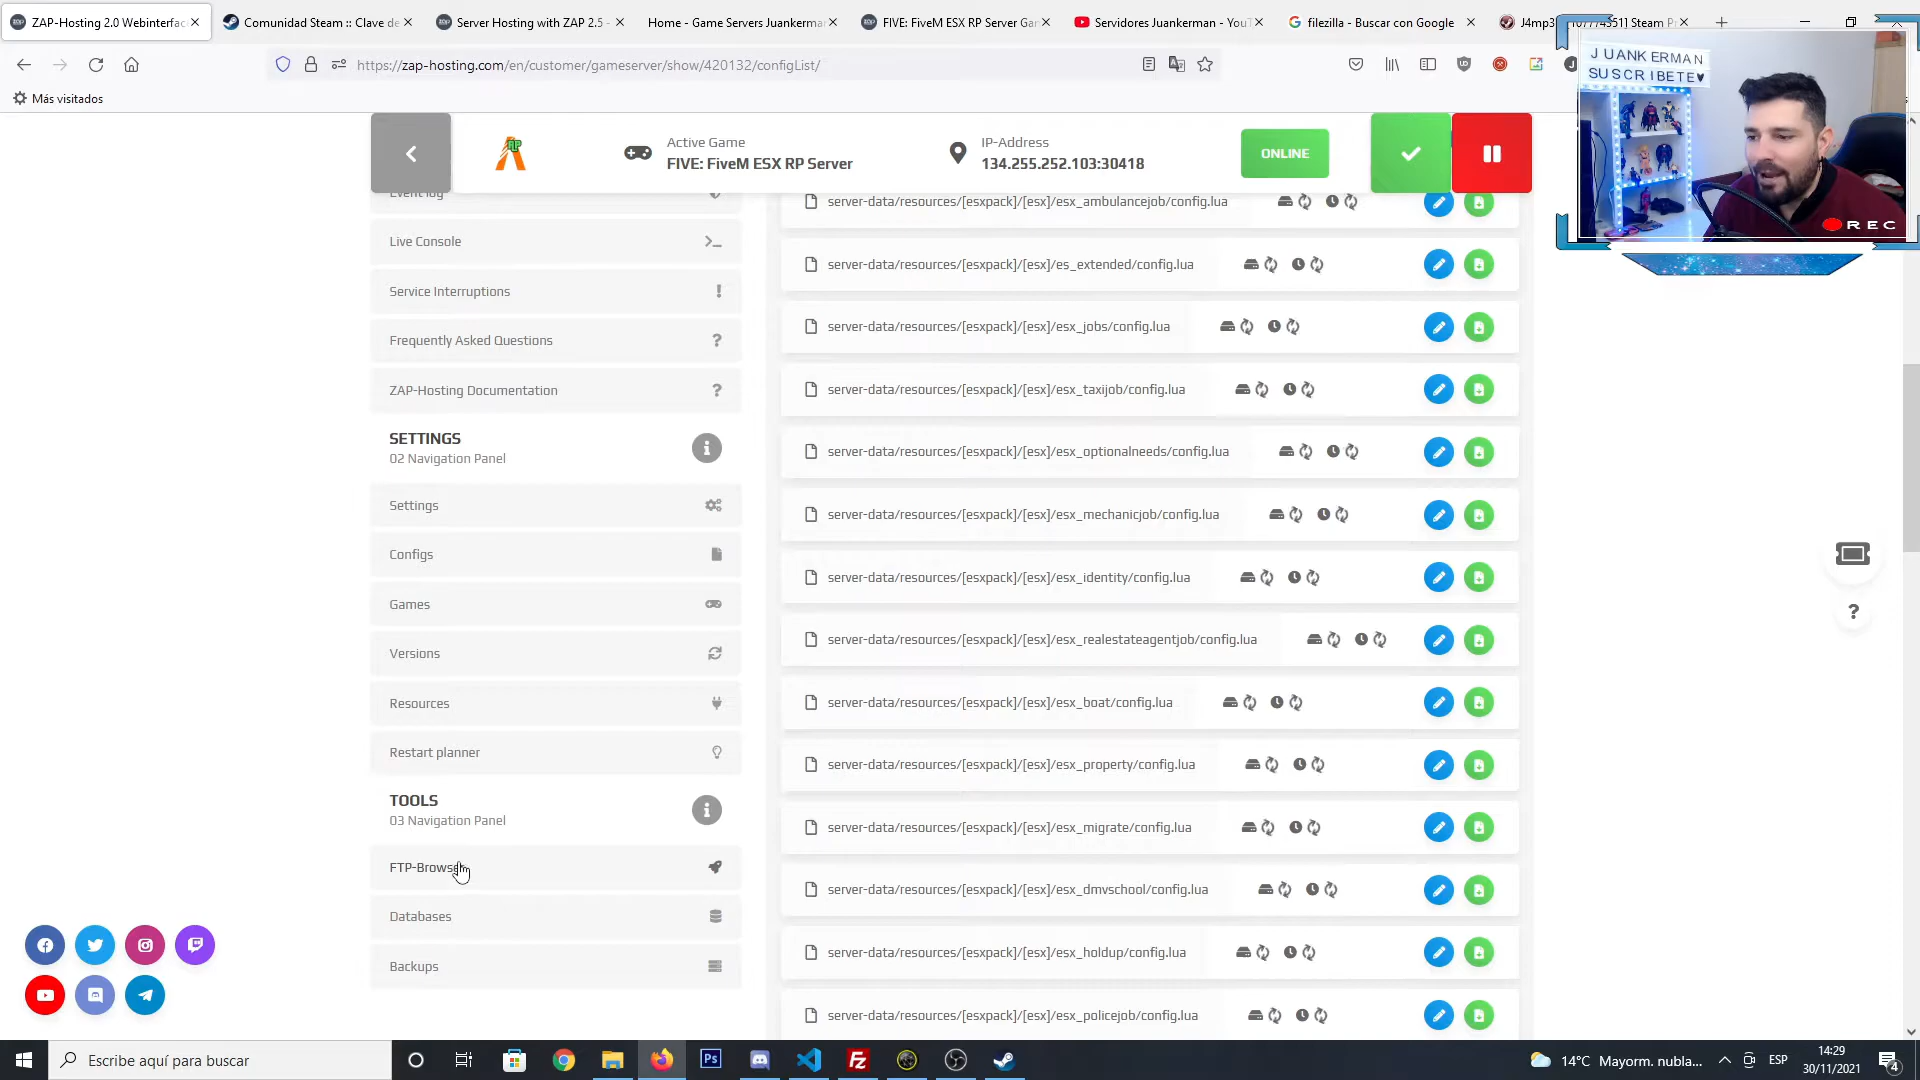 ZAP-Hosting 2.0 Webinterfac
Comunidad Steam :: Clave de
Server Hosting with ZAP 2.5 -
Home - Game Servers Juankerman
FIVE: FiveM ESX RP Server Ga
Servidores Juankerman - YouT
filezilla - Buscar con Google
https://zap-hosting.com/en/customer/gameserver/show/420132/configList/
Más visitados
JUANKERMAN
SUSCRIBETE♥
REC
Active Game
FIVE: FiveM ESX RP Server
IP-Address
134.255.252.103:30418
ONLINE
Event log
Live Console
Service Interruptions
Frequently Asked Questions
ZAP-Hosting Documentation
SETTINGS
02 Navigation Panel
Settings
Configs
Games
Versions
Resources
Restart planner
TOOLS
03 Navigation Panel
FTP-Browser
Databases
Backups
server-data/resources/[esxpack]/[esx]/esx_ambulancejob/config.lua
server-data/resources/[esxpack]/[esx]/es_extended/config.lua
server-data/resources/[esxpack]/[esx]/esx_jobs/config.lua
server-data/resources/[esxpack]/[esx]/esx_taxijob/config.lua
server-data/resources/[esxpack]/[esx]/esx_optionalneeds/config.lua
server-data/resources/[esxpack]/[esx]/esx_mechanicjob/config.lua
server-data/resources/[esxpack]/[esx]/esx_identity/config.lua
server-data/resources/[esxpack]/[esx]/esx_realestateagentjob/config.lua
server-data/resources/[esxpack]/[esx]/esx_boat/config.lua
server-data/resources/[esxpack]/[esx]/esx_property/config.lua
server-data/resources/[esxpack]/[esx]/esx_migrate/config.lua
server-data/resources/[esxpack]/[esx]/esx_dmvschool/config.lua
server-data/resources/[esxpack]/[esx]/esx_holdup/config.lua
server-data/resources/[esxpack]/[esx]/esx_policejob/config.lua
Escribe aquí para buscar
Ps
Fz
14°C Mayorm. nubla...
ESP
14:29
30/11/2021
4